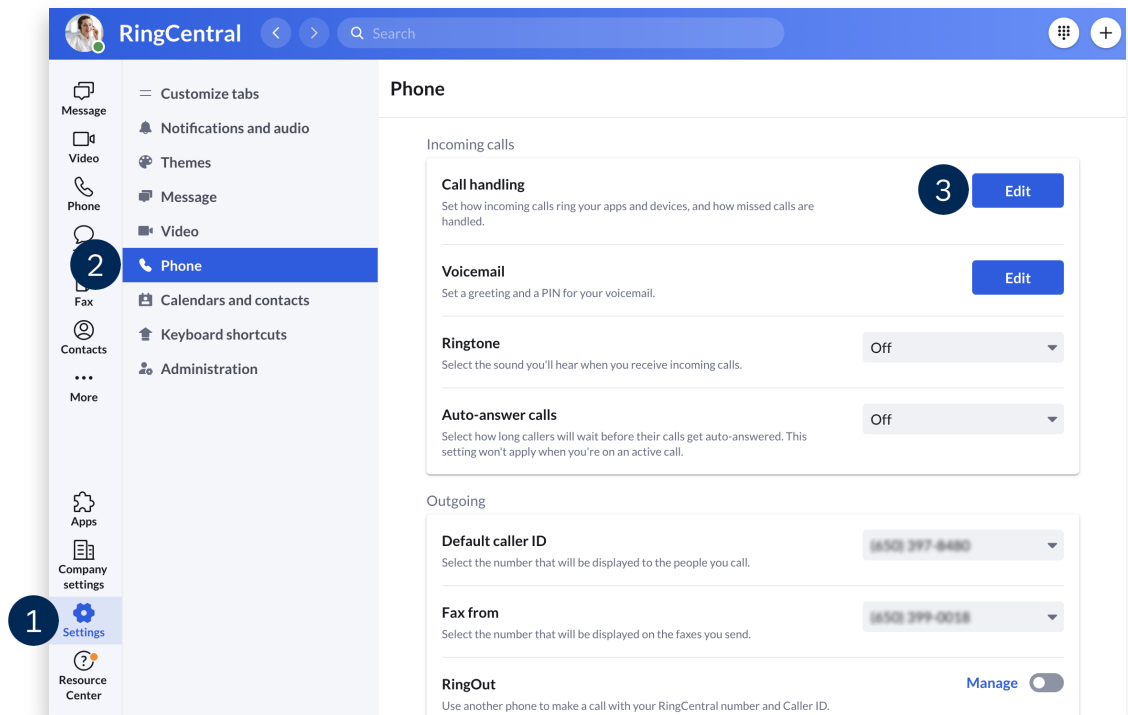 RingCentral
Search
Message
Video
Phone
Fax
Contacts
More
Apps
Company
settings
1
Settings
Resource
Center
Customize tabs
Notifications and audio
Themes
Message
Video
2
Phone
Calendars and contacts
Keyboard shortcuts
Administration
Phone
Incoming calls
Call handling
Set how incoming calls ring your apps and devices, and how missed calls are
handled.
3
Edit
Voicemail
Set a greeting and a PIN for your voicemail.
Edit
Ringtone
Select the sound you'll hear when you receive incoming calls.
Off
Auto-answer calls
Select how long callers will wait before their calls get auto-answered. This
setting won't apply when you're on an active call.
Off
Outgoing
Default caller ID
Select the number that will be displayed to the people you call.
Fax from
Select the number that will be displayed on the faxes you send.
RingOut
Use another phone to make a call with your RingCentral number and Caller ID.
Manage